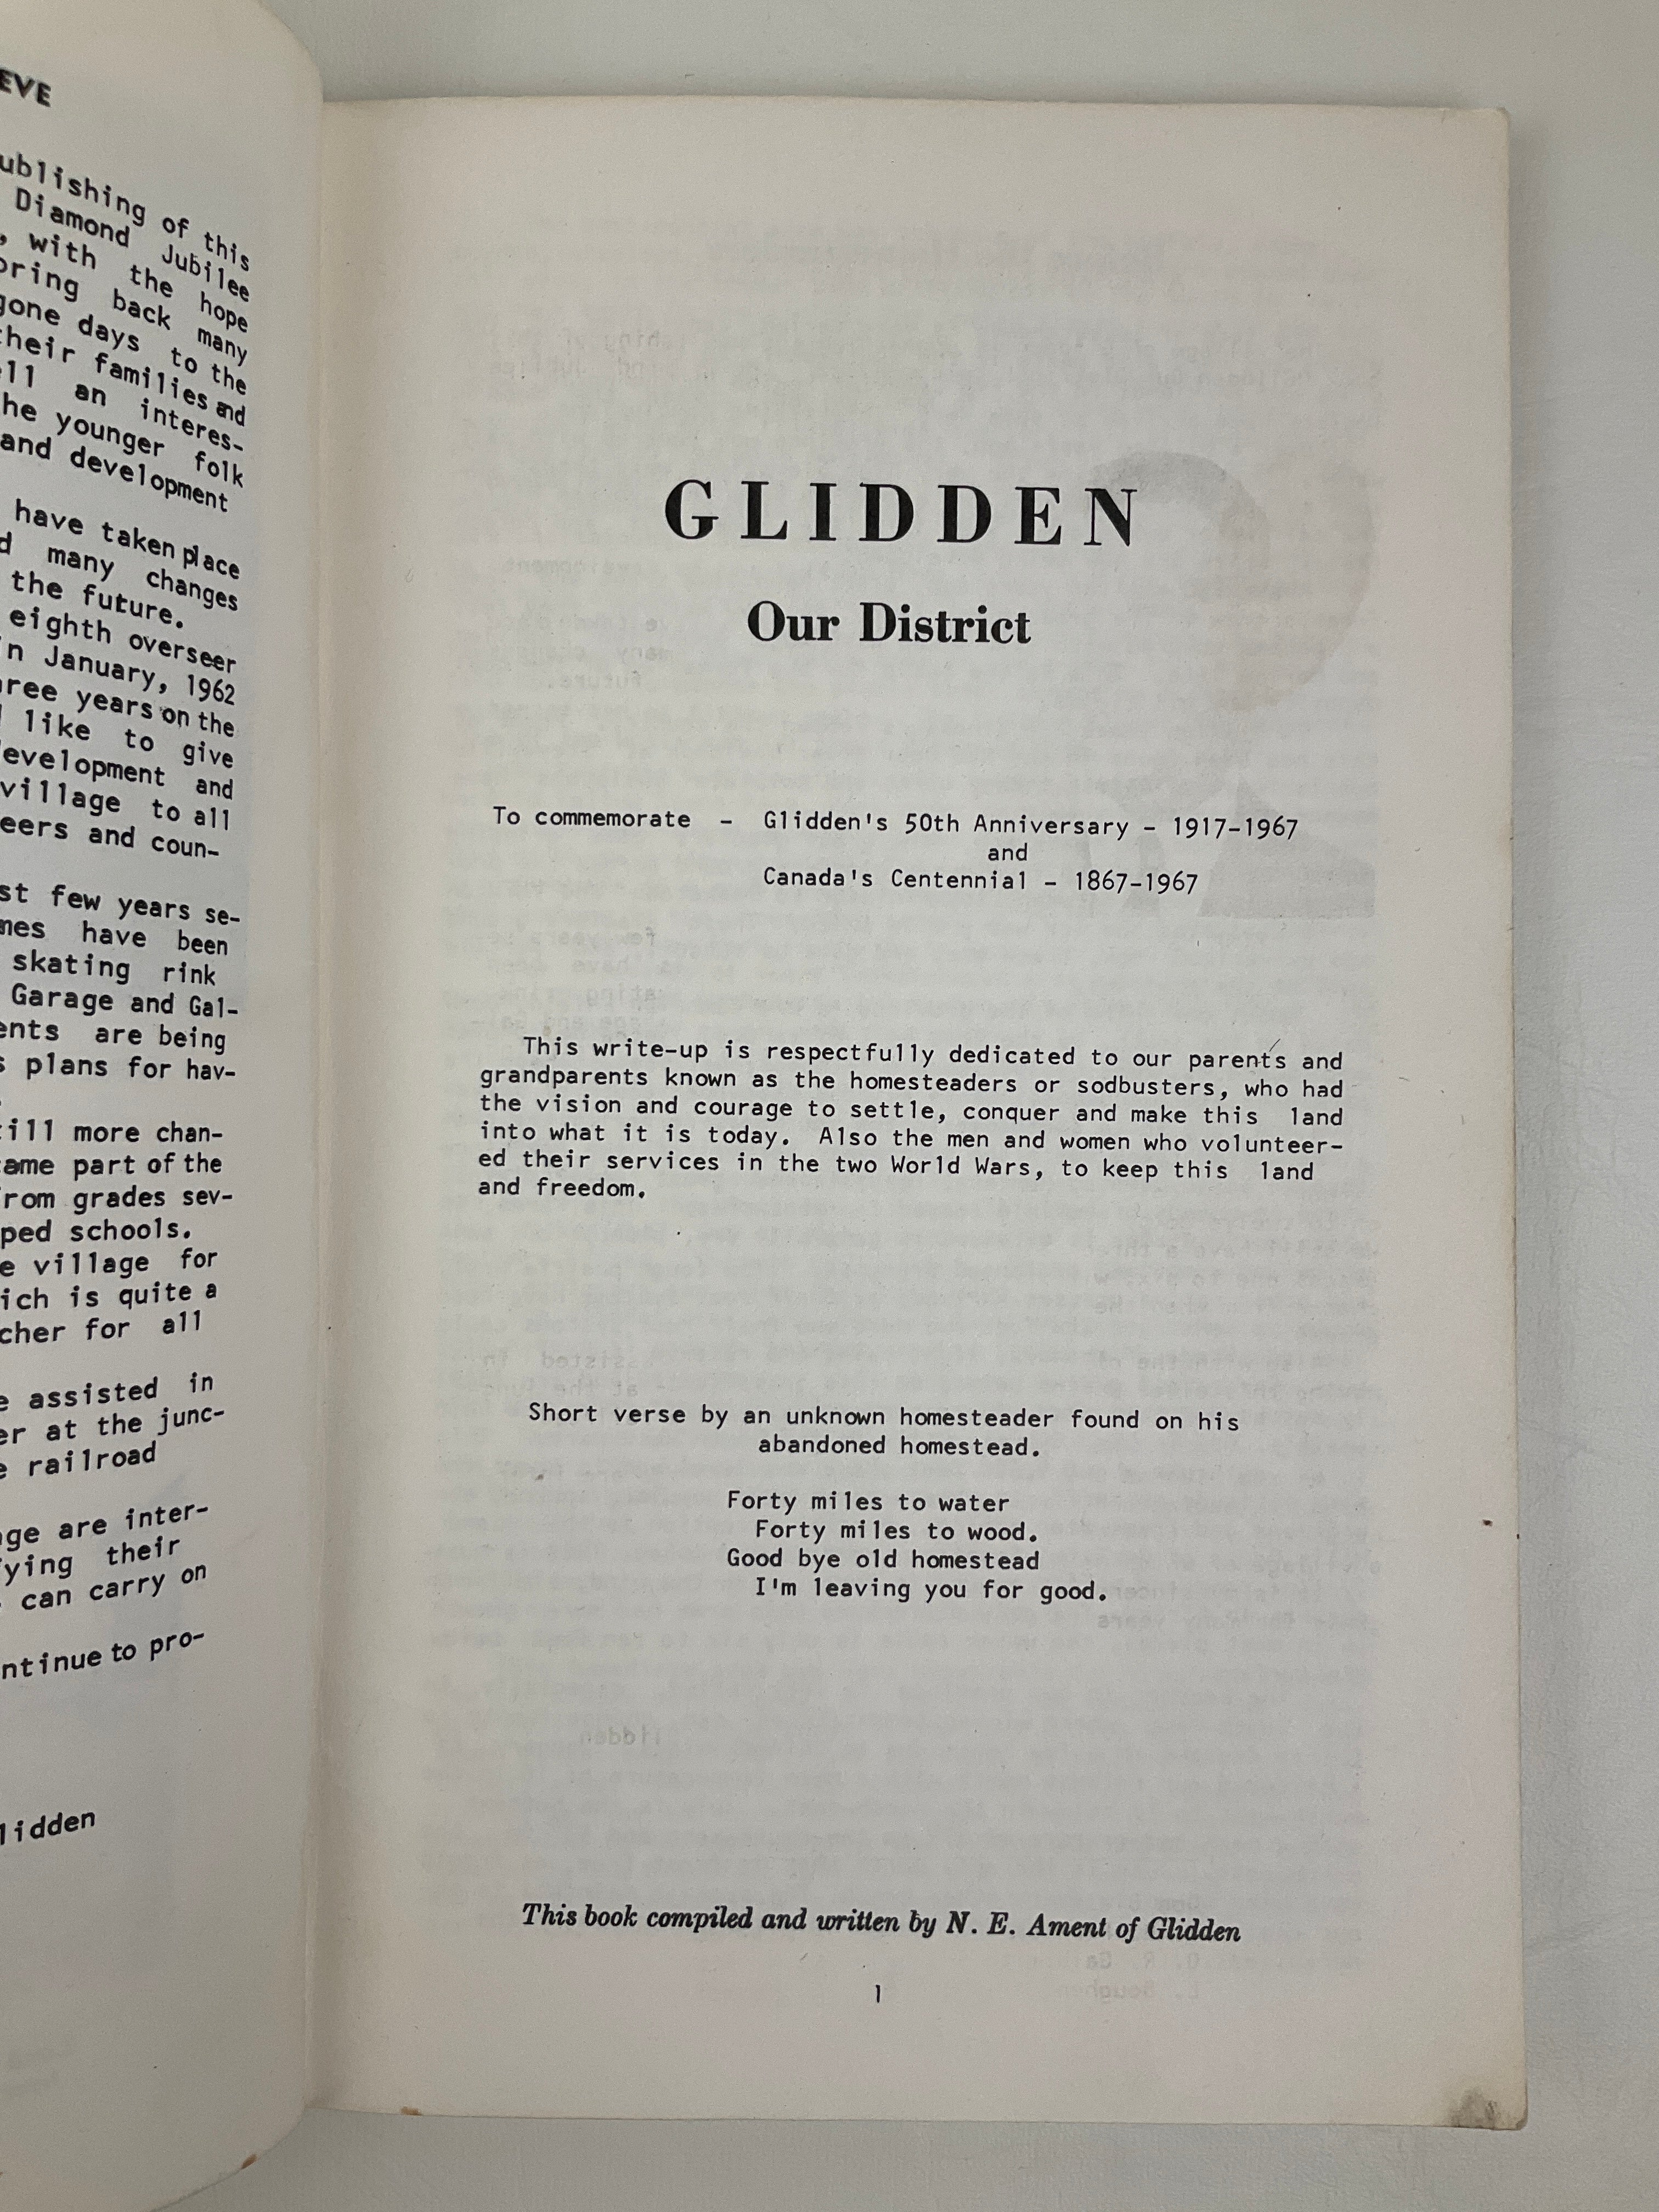 EVE
ublishing of this
Diamond Jubilee
, with the hope
bring back many
gone days to the
their families and
ell an interes-
he younger folk
and development
have taken place
d many changes
the future.
eighth overseer
in January, 1962
hree years on the
d like to give
development and
village to all
eers and coun-
st few years se-
mes have been
skating rink
Garage and Gal-
ents are being
s plans for hav-
till more chan-
came part of the
from grades sev-
ped schools.
e village for
ich is quite a
cher for all
e assisted in
er at the junc-
e railroad
age are inter-
ying their
can carry on
ntinue to pro-
lidden
GLIDDEN
Our District
To commemorate - Glidden's 50th Anniversary - 1917-1967
and
Canada's Centennial - 1867-1967
This write-up is respectfully dedicated to our parents and
grandparents known as the homesteaders or sodbusters, who had
the vision and courage to settle, conquer and make this land
into what it is today. Also the men and women who volunteer-
ed their services in the two World Wars, to keep this land
and freedom.
Short verse by an unknown homesteader found on his
abandoned homestead.
Forty miles to water
Forty miles to wood.
Good bye old homestead
I'm leaving you for good.
This book compiled and written by N. E. Ament of Glidden
1